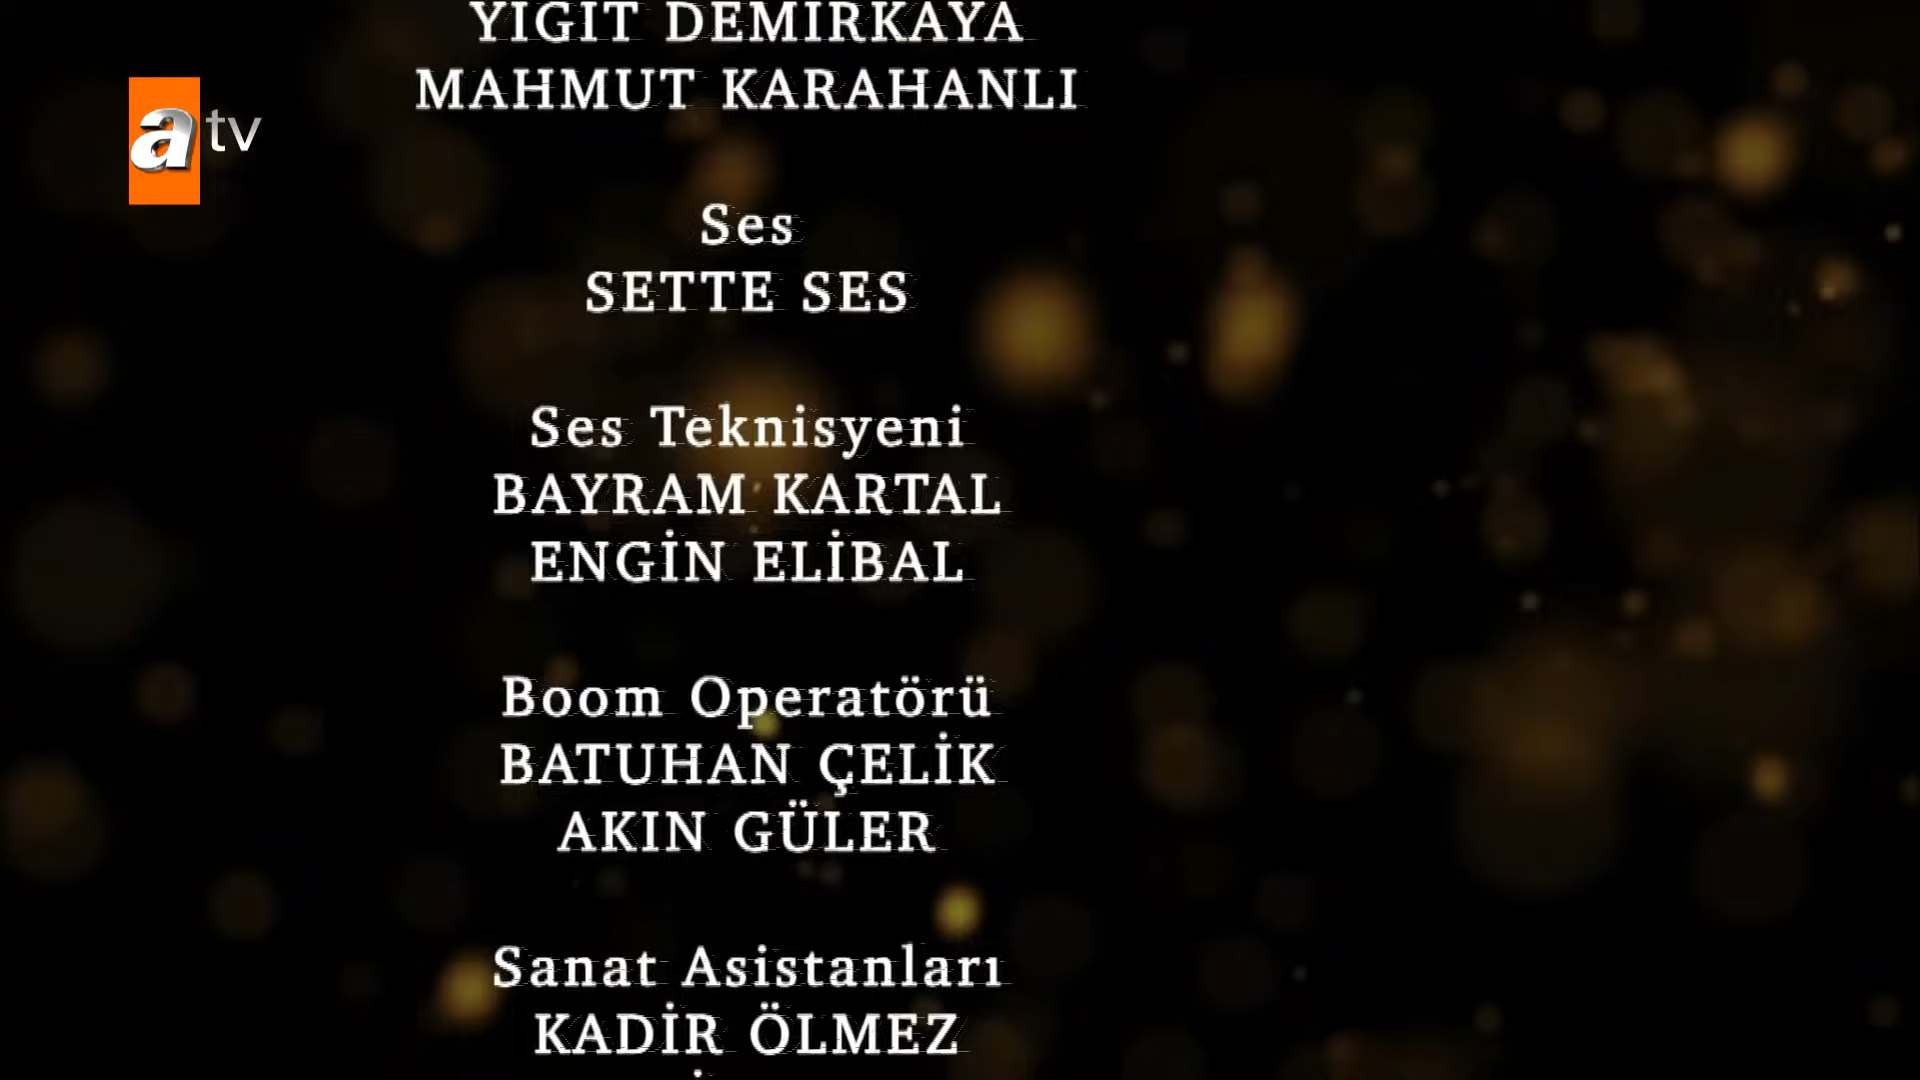 YİĞİT DEMİRKAYA
MAHMUT KARAHANLI
atv
Ses
SETTE SES
Ses Teknisyeni
BAYRAM KARTAL
ENGİN ELİBAL
Boom Operatörü
BATUHAN ÇELİK
AKIN GÜLER
Sanat Asistanları
KADİR ÖLMEZ